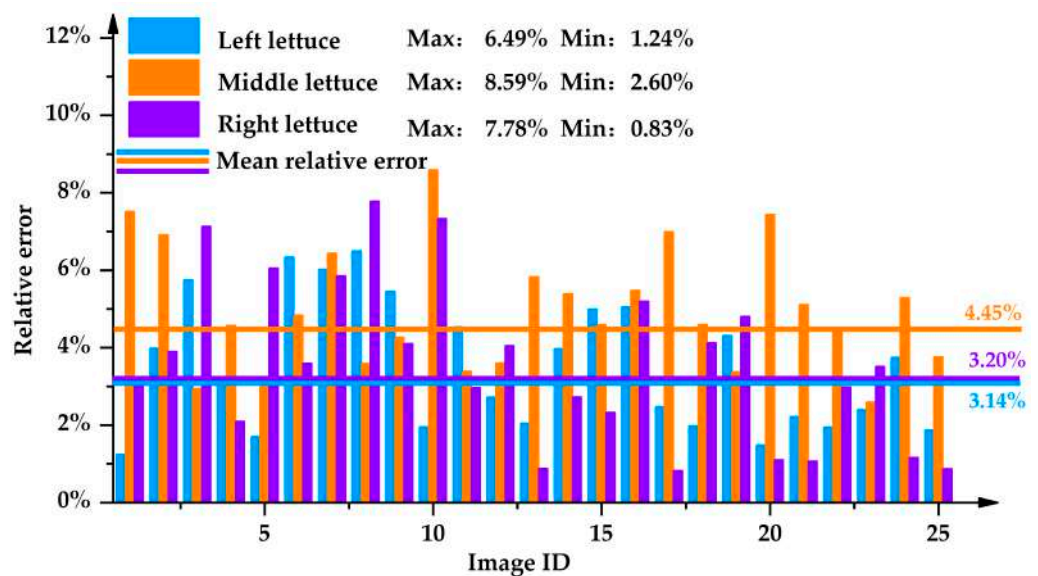 12%
10%
8%
6%
4%
2%
0%
Relative error
Left lettuce Max: 6.49% Min: 1.24%
Middle lettuce Max: 8.59% Min: 2.60%
Right lettuce Max: 7.78% Min: 0.83%
Mean relative error
4.45%
3.20%
3.14%
5 10 15 20 25
Image ID